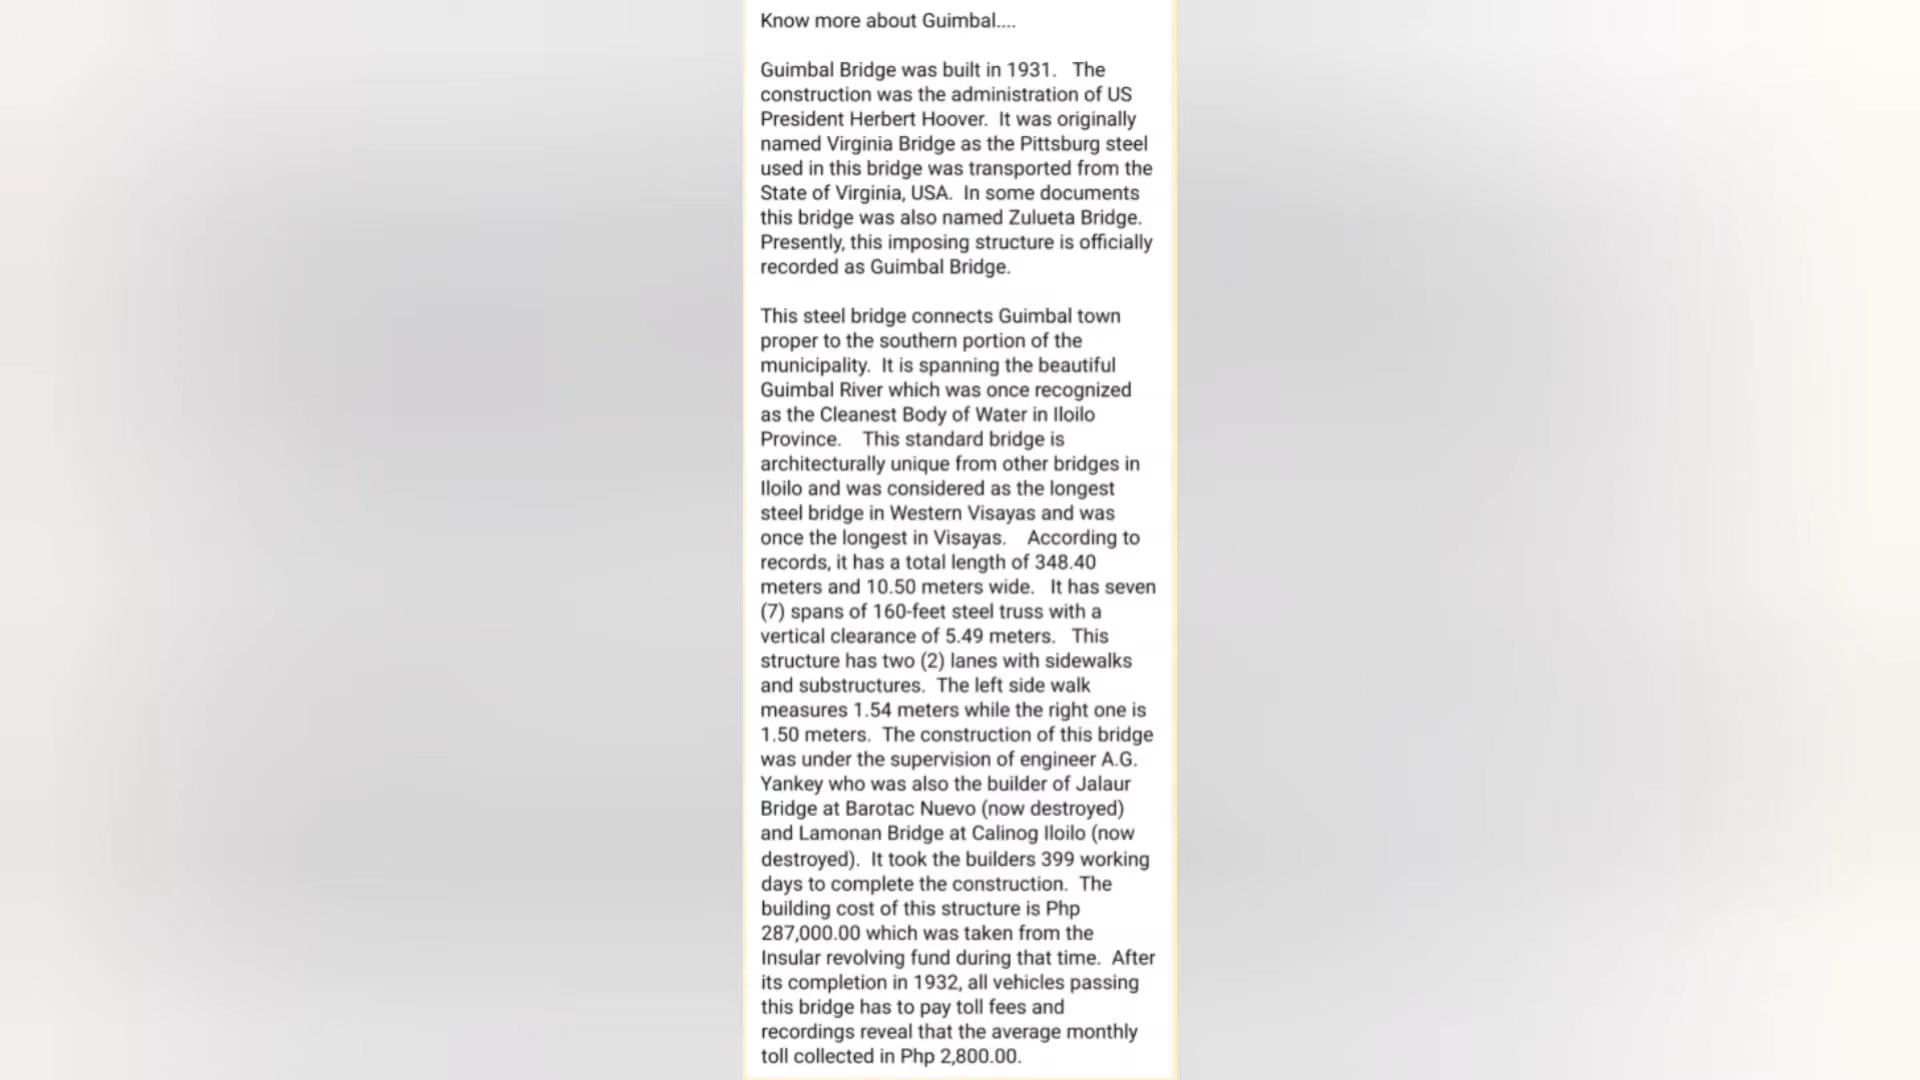 Know more about Guimbal....
Guimbal Bridge was built in 1931.   The
construction was the administration of US
President Herbert Hoover.  It was originally
named Virginia Bridge as the Pittsburg steel
used in this bridge was transported from the
State of Virginia, USA.  In some documents
this bridge was also named Zulueta Bridge.
Presently, this imposing structure is officially
recorded as Guimbal Bridge.
This steel bridge connects Guimbal town
proper to the southern portion of the
municipality.  It is spanning the beautiful
Guimbal River which was once recognized
as the Cleanest Body of Water in Iloilo
Province.    This standard bridge is
architecturally unique from other bridges in
Iloilo and was considered as the longest
steel bridge in Western Visayas and was
once the longest in Visayas.    According to
records, it has a total length of 348.40
meters and 10.50 meters wide.   It has seven
(7) spans of 160-feet steel truss with a
vertical clearance of 5.49 meters.   This
structure has two (2) lanes with sidewalks
and substructures.  The left side walk
measures 1.54 meters while the right one is
1.50 meters.  The construction of this bridge
was under the supervision of engineer A.G.
Yankey who was also the builder of Jalaur
Bridge at Barotac Nuevo (now destroyed)
and Lamonan Bridge at Calinog Iloilo (now
destroyed).  It took the builders 399 working
days to complete the construction.  The
building cost of this structure is Php
287,000.00 which was taken from the
Insular revolving fund during that time.  After
its completion in 1932, all vehicles passing
this bridge has to pay toll fees and
recordings reveal that the average monthly
toll collected in Php 2,800.00.